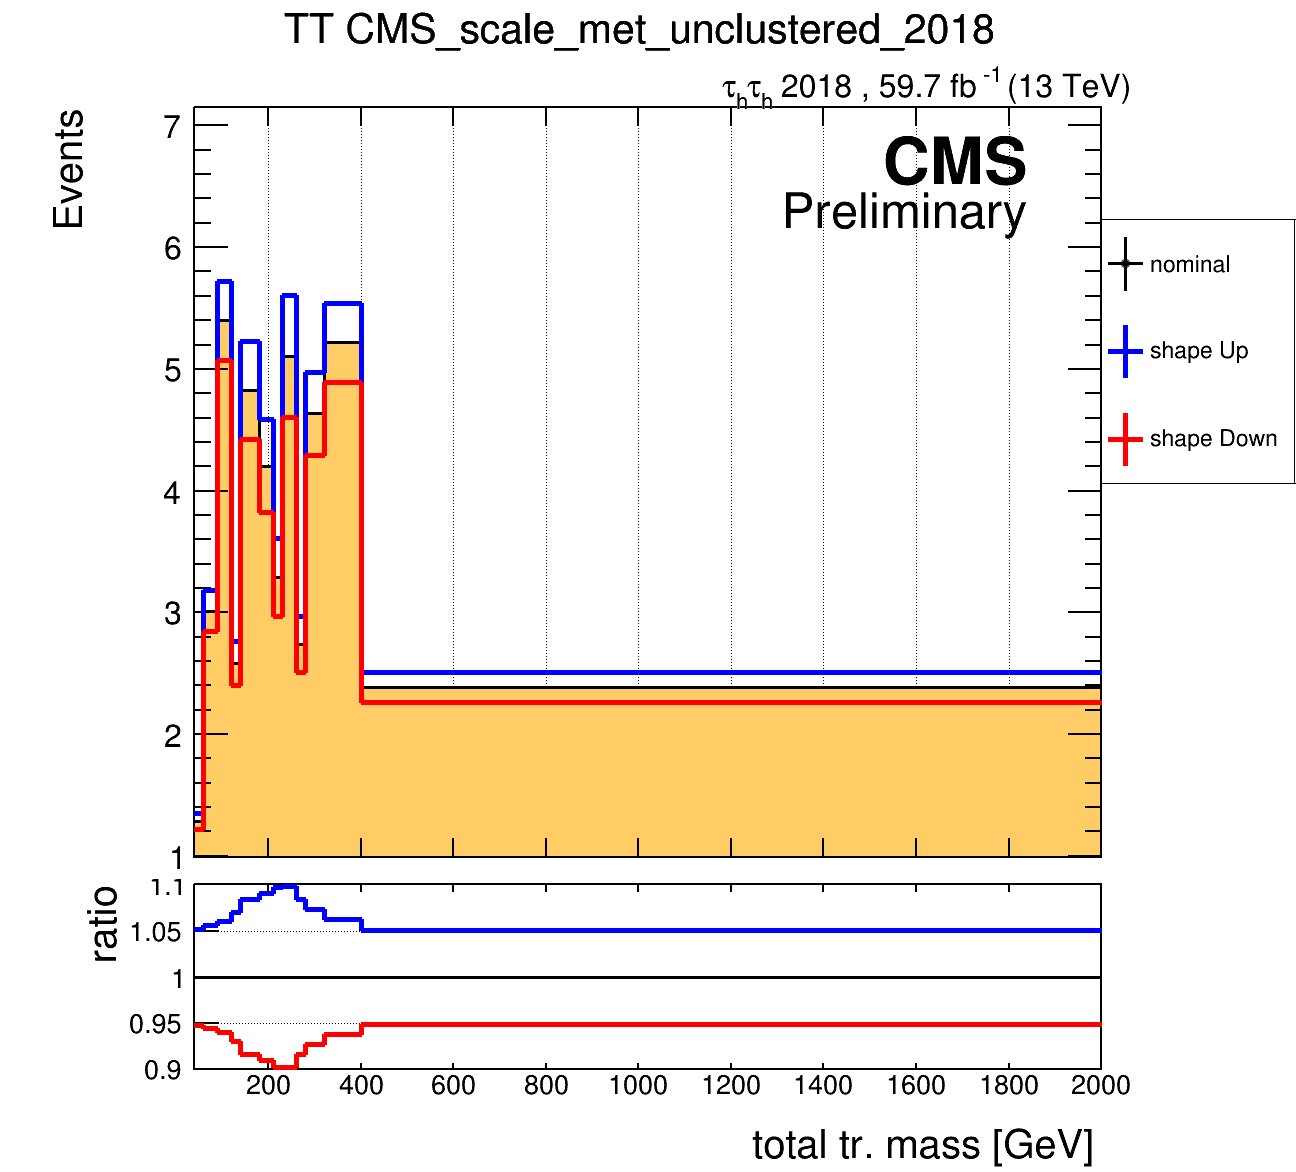 TT CMS_scale_met_unclustered_2018
τhτh 2018 , 59.7 fb-1 (13 TeV)
Events
7
6
5
4
3
2
1
CMS
Preliminary
nominal
shape Up
shape Down
ratio
1.1
1.05
1
0.95
0.9
200 400 600 800 1000 1200 1400 1600 1800 2000
total tr. mass [GeV]